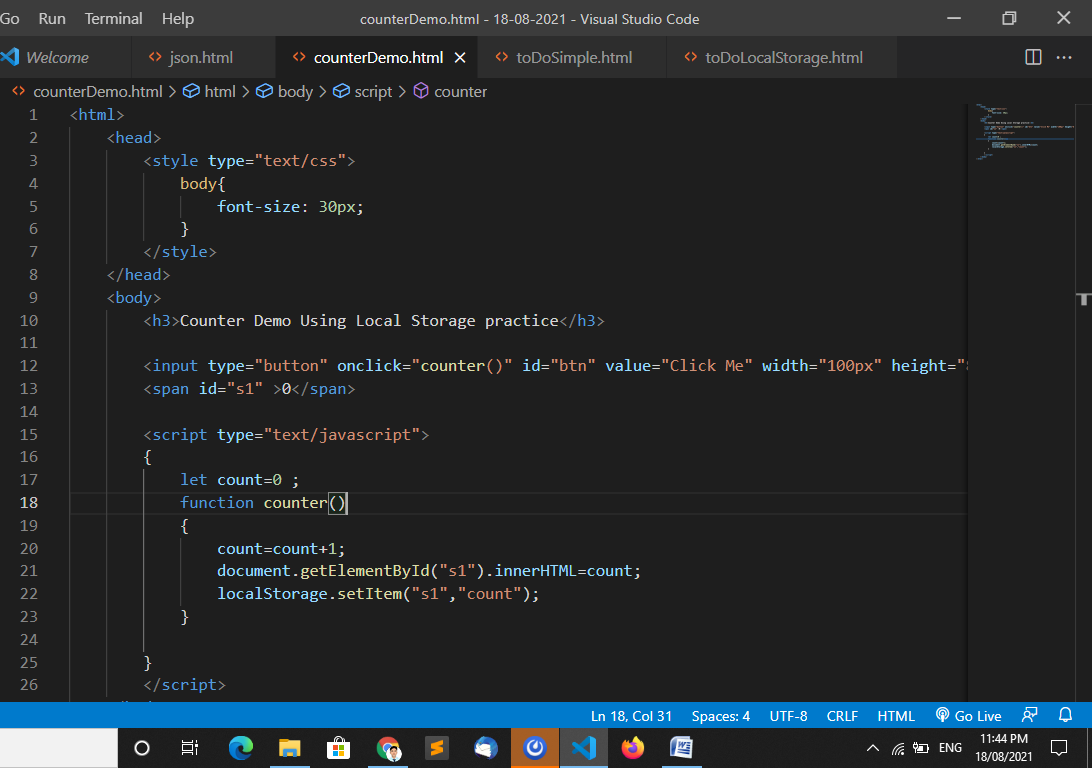 Go Run Terminal Help counterDemo.html - 18-08-2021 - Visual Studio Code
Welcome json.html counterDemo.html toDoSimple.html toDoLocalStorage.html
counterDemo.html > html > body > script > counter
1 <html>
2 <head>
3 <style type="text/css">
4 body{
5 font-size: 30px;
6 }
7 </style>
8 </head>
9 <body>
10 <h3>Counter Demo Using Local Storage practice</h3>
11
12 <input type="button" onclick="counter()" id="btn" value="Click Me" width="100px" height="
13 <span id="s1" >0</span>
14
15 <script type="text/javascript">
16 {
17 let count=0 ;
18 function counter()
19 {
20 count=count+1;
21 document.getElementById("s1").innerHTML=count;
22 localStorage.setItem("s1","count");
23 }
24
25 }
26 </script>
Ln 18, Col 31 Spaces: 4 UTF-8 CRLF HTML Go Live
ENG
11:44 PM
18/08/2021